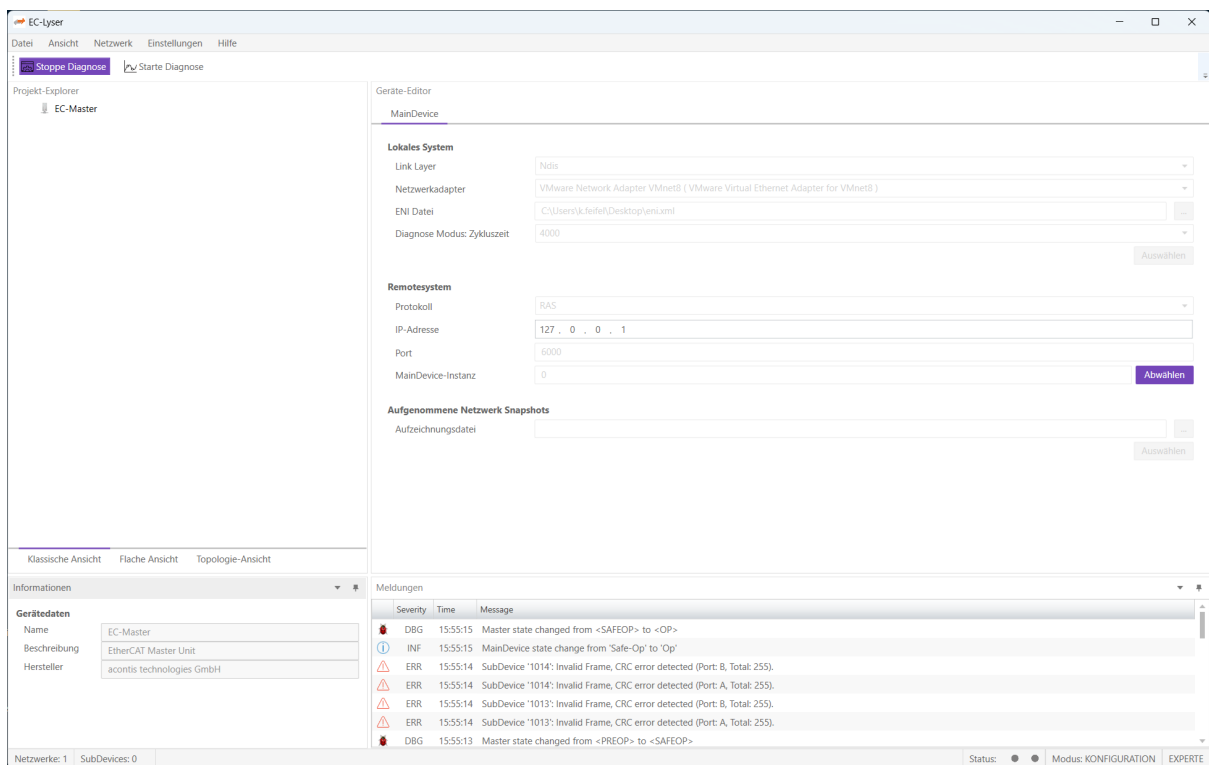 EC-Lyser
Datei Ansicht Netzwerk Einstellungen Hilfe
Stoppe Diagnose Starte Diagnose
Projekt-Explorer
EC-Master
Klassische Ansicht Flache Ansicht Topologie-Ansicht
Geräte-Editor
MainDevice
Lokales System
Link Layer Ndis
Netzwerkadapter VMware Network Adapter VMnet8 ( VMware Virtual Ethernet Adapter for VMnet8 )
ENI Datei C:\Users\k.feifel\Desktop\eni.xml ...
Diagnose Modus: Zykluszeit 4000
Auswählen
Remotesystem
Protokoll RAS
IP-Adresse 127 . 0 . 0 . 1
Port 6000
MainDevice-Instanz 0 Abwählen
Aufgenommene Netzwerk Snapshots
Aufzeichnungsdatei ...
Auswählen
Informationen
Gerätedaten
Name EC-Master
Beschreibung EtherCAT Master Unit
Hersteller acontis technologies GmbH
Meldungen
Severity Time Message
DBG 15:55:15 Master state changed from <SAFEOP> to <OP>
INF 15:55:15 MainDevice state change from 'Safe-Op' to 'Op'
ERR 15:55:14 SubDevice '1014': Invalid Frame, CRC error detected (Port: B, Total: 255).
ERR 15:55:14 SubDevice '1014': Invalid Frame, CRC error detected (Port: A, Total: 255).
ERR 15:55:14 SubDevice '1013': Invalid Frame, CRC error detected (Port: B, Total: 255).
ERR 15:55:14 SubDevice '1013': Invalid Frame, CRC error detected (Port: A, Total: 255).
DBG 15:55:13 Master state changed from <PREOP> to <SAFEOP>
Netzwerke: 1 SubDevices: 0 Status: Modus: KONFIGURATION EXPERTE